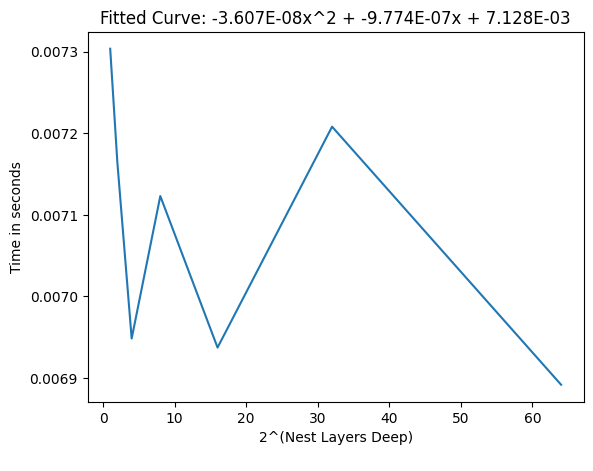 Fitted Curve: -3.607E-08x^2 + -9.774E-07x + 7.128E-03
0.0073
0.0072
0.0071
0.0070
0.0069
Time in seconds
0 10 20 30 40 50 60
2^(Nest Layers Deep)